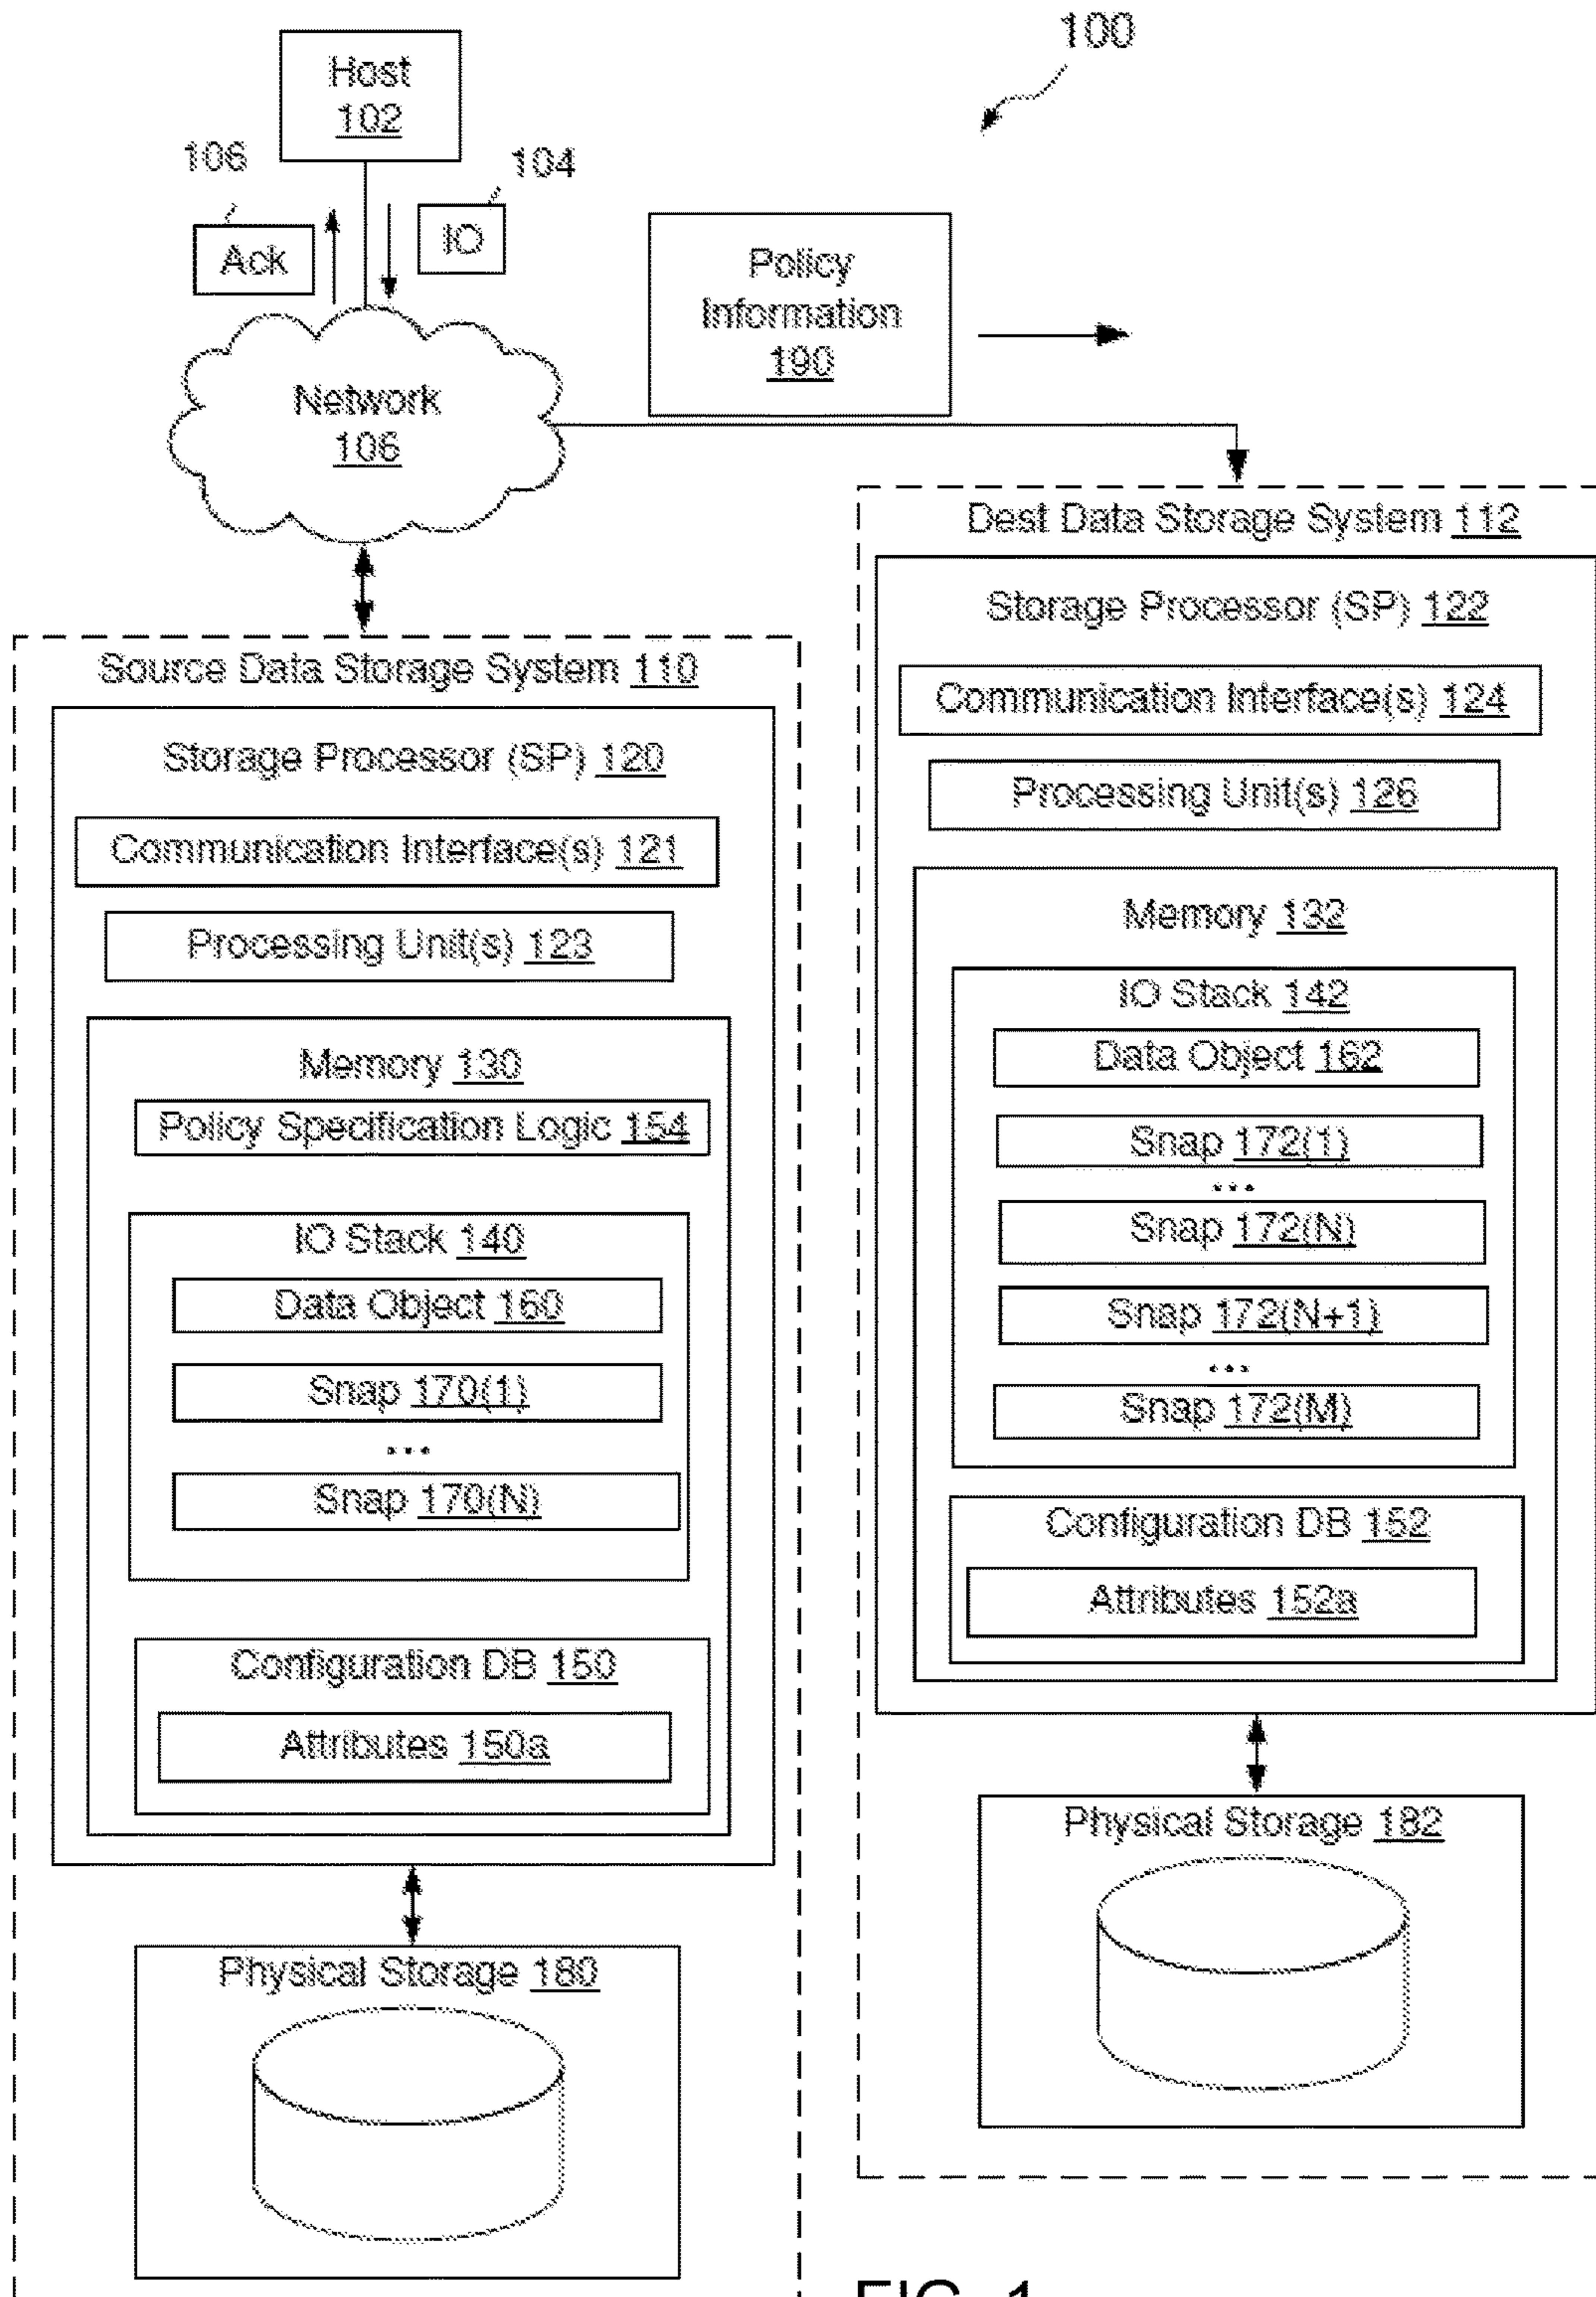 100
Host
102
106
104
Ack
IO
Policy
Information
190
Network
106
Dest Data Storage System 112
Storage Processor (SP) 122
Communication Interface(s) 124
Processing Unit(s) 126
Memory 132
IO Stack 142
Data Object 162
Snap 172(1)
...
Snap 172(N)
Snap 172(N+1)
...
Snap 172(M)
Configuration DB 152
Attributes 152a
Physical Storage 182
Source Data Storage System 110
Storage Processor (SP) 120
Communication Interface(s) 121
Processing Unit(s) 123
Memory 130
Policy Specification Logic 154
IO Stack 140
Data Object 160
Snap 170(1)
...
Snap 170(N)
Configuration DB 150
Attributes 150a
Physical Storage 180
FIG. 1